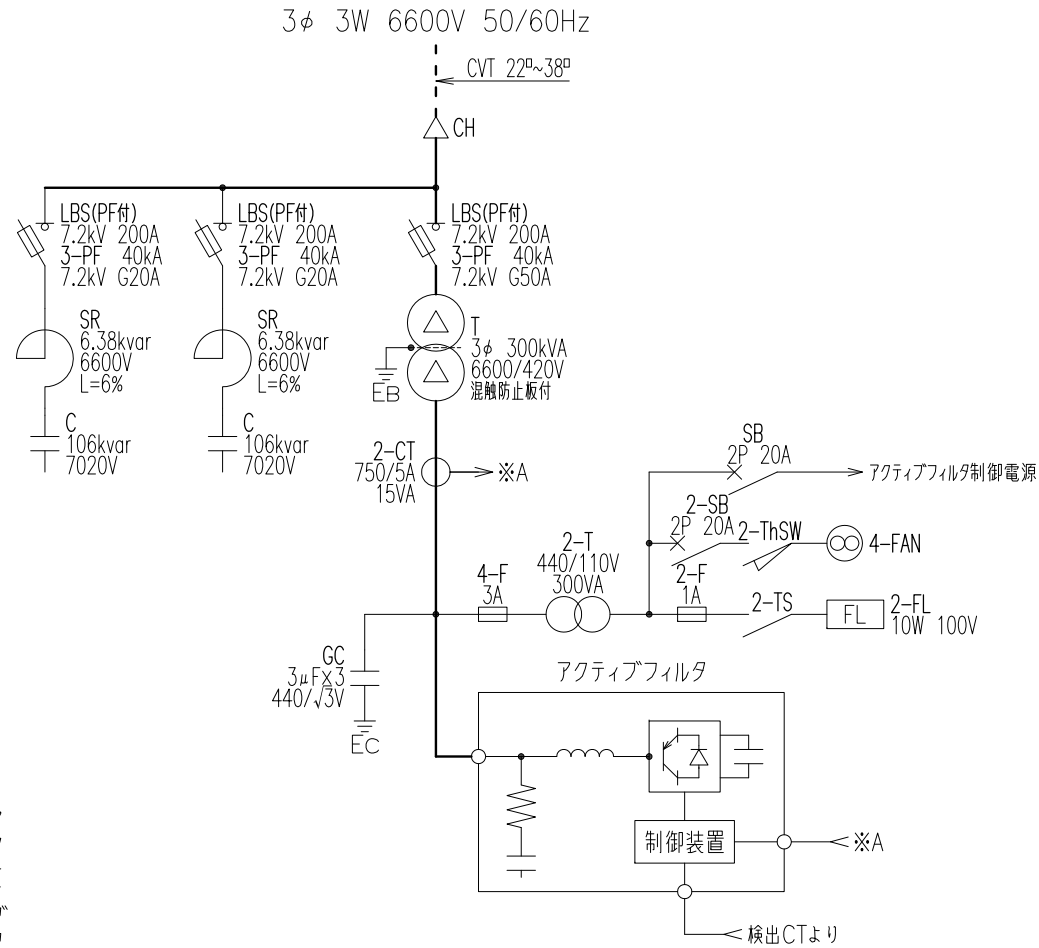 3φ 3W 6600V 50/60Hz
CVT 22□~38□
CH
LBS(PF付)
7.2kV 200A
3-PF 40kA
7.2kV G20A
LBS(PF付)
7.2kV 200A
3-PF 40kA
7.2kV G20A
LBS(PF付)
7.2kV 200A
3-PF 40kA
7.2kV G50A
SR
6.38kvar
6600V
L=6%
SR
6.38kvar
6600V
L=6%
T
3φ 300kVA
6600/420V
混触防止板付
EB
C
106kvar
7020V
C
106kvar
7020V
2-CT
750/5A
15VA
※A
SB
2P 20A
アクティブフィルタ制御電源
2-SB
2P 20A
2-ThSW
4-FAN
4-F
3A
2-T
440/110V
300VA
2-F
1A
2-TS
FL
2-FL
10W 100V
GC
3μF×3
440/√3V
EC
アクティブフィルタ
制御装置
※A
検出CTより